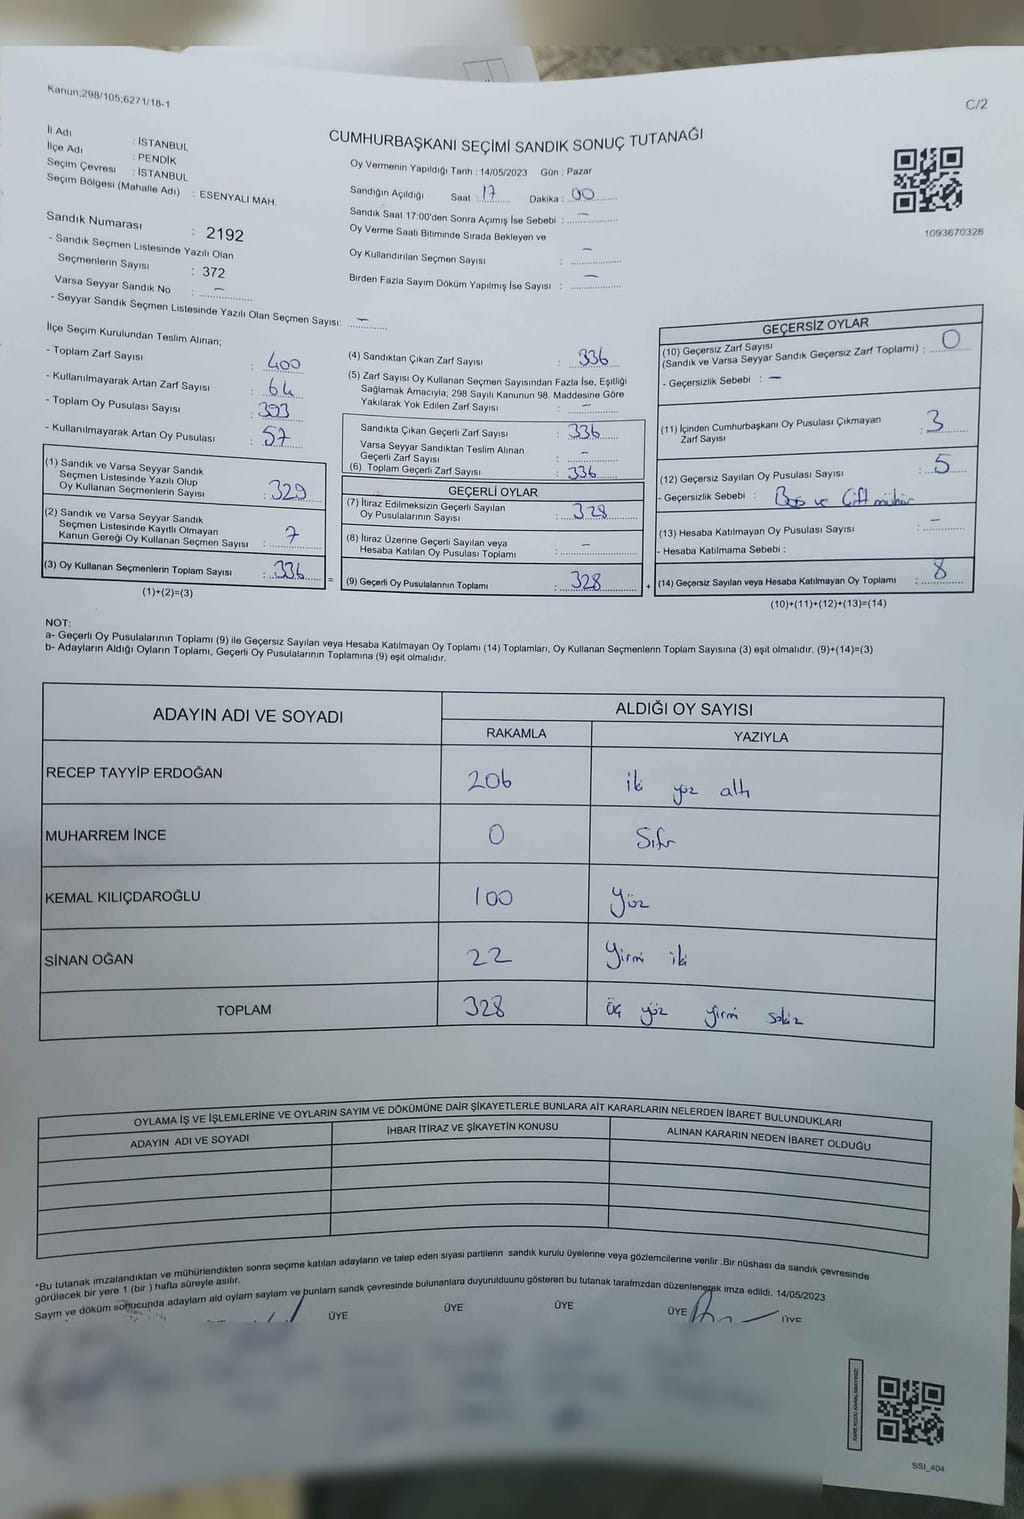 Kanun;298/105;6271/18-1
C/2
CUMHURBAŞKANI SEÇİMİ SANDIK SONUÇ TUTANAĞI
İl Adı : İSTANBUL
İlçe Adı : PENDİK
Seçim Çevresi : İSTANBUL
Seçim Bölgesi (Mahalle Adı) : ESENYALI MAH.
Oy Vermenin Yapıldığı Tarih : 14/05/2023 Gün : Pazar
Sandığın Açıldığı Saat : 17 Dakika : 00
Sandık Saat 17:00'den Sonra Açımış İse Sebebi : —
Oy Verme Saati Bitiminde Sırada Bekleyen ve
Oy Kullandırılan Seçmen Sayısı : —
Birden Fazla Sayım Döküm Yapılmış İse Sayısı : —
1093670326
Sandık Numarası : 2192
- Sandık Seçmen Listesinde Yazılı Olan
Seçmenlerin Sayısı : 372
Varsa Seyyar Sandık No : —
- Seyyar Sandık Seçmen Listesinde Yazılı Olan Seçmen Sayısı: —
İlçe Seçim Kurulundan Teslim Alınan;
- Toplam Zarf Sayısı : 400
- Kullanılmayarak Artan Zarf Sayısı : 64
- Toplam Oy Pusulası Sayısı : 393
- Kullanılmayarak Artan Oy Pusulası : 57
(1) Sandık ve Varsa Seyyar Sandık
Seçmen Listesinde Yazılı Olup
Oy Kullanan Seçmenlerin Sayısı : 329
(2) Sandık ve Varsa Seyyar Sandık
Seçmen Listesinde Kayıtlı Olmayan
Kanun Gereği Oy Kullanan Seçmen Sayısı : 7
(3) Oy Kullanan Seçmenlerin Toplam Sayısı : 336 =
(1)+(2)=(3)
(4) Sandıktan Çıkan Zarf Sayısı : 336
(5) Zarf Sayısı Oy Kullanan Seçmen Sayısından Fazla İse, Eşitliği
Sağlamak Amacıyla; 298 Sayılı Kanunun 98. Maddesine Göre
Yakılarak Yok Edilen Zarf Sayısı : —
Sandıkta Çıkan Geçerli Zarf Sayısı : 336
Varsa Seyyar Sandıktan Teslim Alınan
Geçerli Zarf Sayısı : —
(6) Toplam Geçerli Zarf Sayısı : 336
GEÇERLİ OYLAR
(7) İtiraz Edilmeksizin Geçerli Sayılan
Oy Pusulalarının Sayısı : 328
(8) İtiraz Üzerine Geçerli Sayılan veya
Hesaba Katılan Oy Pusulası Toplamı : —
(9) Geçerli Oy Pusulalarının Toplamı : 328 +
GEÇERSİZ OYLAR
(10) Geçersiz Zarf Sayısı
(Sandık ve Varsa Seyyar Sandık Geçersiz Zarf Toplamı) : 0
- Geçersizlik Sebebi : —
(11) İçinden Cumhurbaşkanı Oy Pusulası Çıkmayan
Zarf Sayısı : 3
(12) Geçersiz Sayılan Oy Pusulası Sayısı : 5
- Geçersizlik Sebebi : Boş ve Çift mühür
(13) Hesaba Katılmayan Oy Pusulası Sayısı : —
- Hesaba Katılmama Sebebi :
(14) Geçersiz Sayılan veya Hesaba Katılmayan Oy Toplamı : 8
(10)+(11)+(12)+(13)=(14)
NOT:
a- Geçerli Oy Pusulalarının Toplamı (9) ile Geçersiz Sayılan veya Hesaba Katılmayan Oy Toplamı (14) Toplamları, Oy Kullanan Seçmenlerin Toplam Sayısına (3) eşit olmalıdır. (9)+(14)=(3)
b- Adayların Aldığı Oyların Toplamı, Geçerli Oy Pusulalarının Toplamına (9) eşit olmalıdır.
ADAYIN ADI VE SOYADI ALDIĞI OY SAYISI
RAKAMLA YAZIYLA
RECEP TAYYİP ERDOĞAN 206 iki yüz altı
MUHARREM İNCE 0 Sıfır
KEMAL KILIÇDAROĞLU 100 Yüz
SİNAN OĞAN 22 Yirmi iki
TOPLAM 328 üç yüz yirmi sekiz
OYLAMA İŞ VE İŞLEMLERİNE VE OYLARIN SAYIM VE DÖKÜMÜNE DAİR ŞİKAYETLERLE BUNLARA AİT KARARLARIN NELERDEN İBARET BULUNDUKLARI
ADAYIN ADI VE SOYADI İHBAR İTİRAZ VE ŞİKAYETİN KONUSU ALINAN KARARIN NEDEN İBARET OLDUĞU
*Bu tutanak imzalandıktan ve mühürlendikten sonra seçime katılan adayların ve talep eden siyasi partilerin sandık kurulu üyelerine veya gözlemcilerine verilir .Bir nüshası da sandık çevresinde
görülecek bir yere 1 (bir ) hafta süreyle asılır.
Saym ve döküm sonucunda adaylarn ald oylarn saylarn ve bunlarn sandk çevresinde bulunanlara duyurulduunu gösteren bu tutanak tarafmzdan düzenlenerek imza edildi. 14/05/2023
ÜYE ÜYE ÜYE ÜYE ÜYE
SSI_404